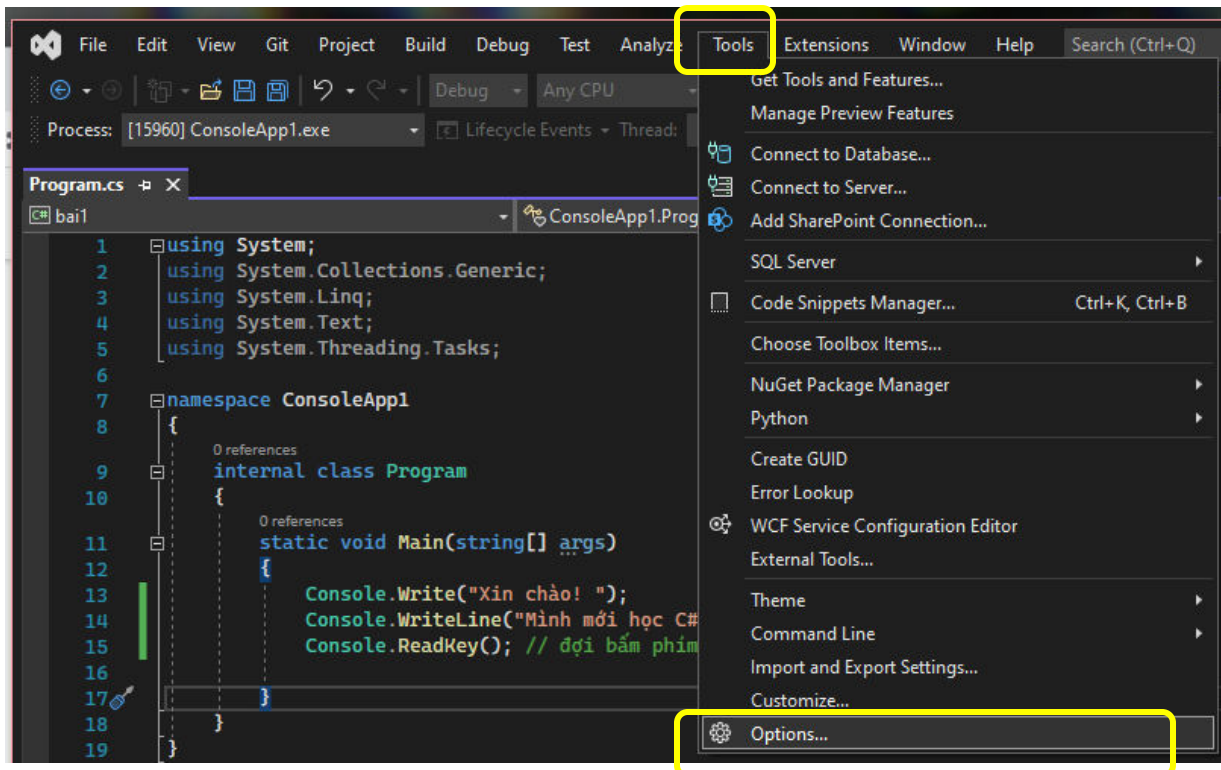 File Edit View Git Project Build Debug Test Analyze Tools Extensions Window Help Search (Ctrl+Q)
Debug Any CPU
Process: [15960] ConsoleApp1.exe Lifecycle Events Thread:
Program.cs
C# bai1 ConsoleApp1.Prog
1 using System;
2 using System.Collections.Generic;
3 using System.Linq;
4 using System.Text;
5 using System.Threading.Tasks;
6
7 namespace ConsoleApp1
8 {
0 references
9 internal class Program
10 {
0 references
11 static void Main(string[] args)
12 {
13 Console.Write("Xin chào! ");
14 Console.WriteLine("Mình mới học C#
15 Console.ReadKey(); // đợi bấm phím
16
17 }
18 }
19 }
Get Tools and Features...
Manage Preview Features
Connect to Database...
Connect to Server...
Add SharePoint Connection...
SQL Server
Code Snippets Manager... Ctrl+K, Ctrl+B
Choose Toolbox Items...
NuGet Package Manager
Python
Create GUID
Error Lookup
WCF Service Configuration Editor
External Tools...
Theme
Command Line
Import and Export Settings...
Customize...
Options...